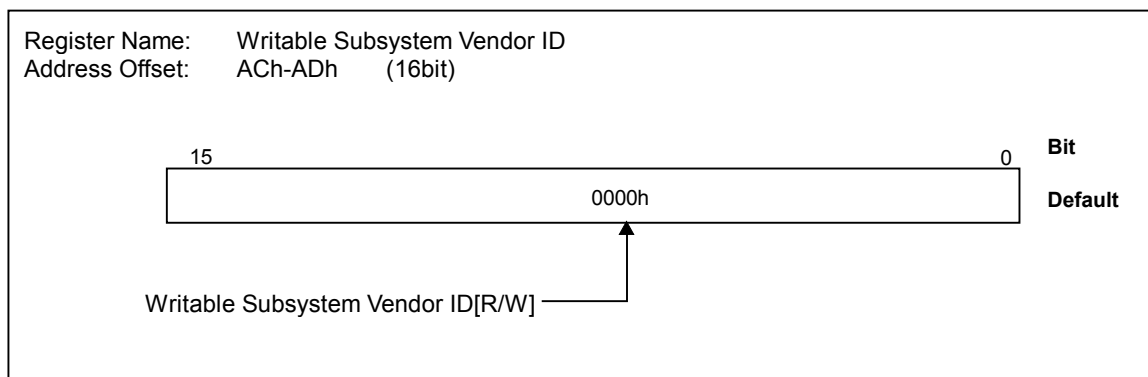 Register Name: Writable Subsystem Vendor ID
Address Offset: ACh-ADh (16bit)
15 0 Bit
0000h Default
Writable Subsystem Vendor ID[R/W]